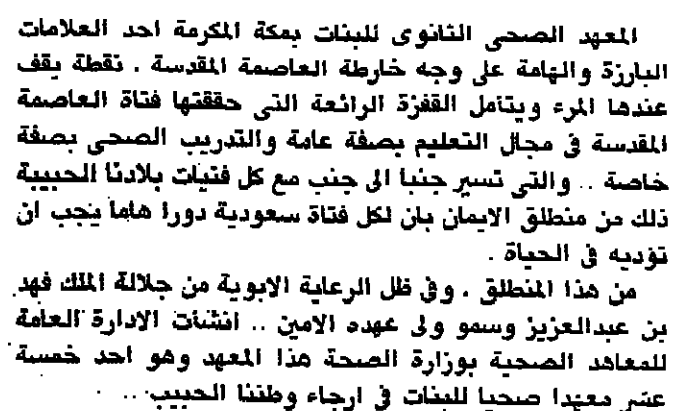 المعهد الصحى الثانوى للبنات بمكة المكرمة احد العلامات
البارزة والهامة على وجه خارطة العاصمة المقدسة . نقطة يقف
عندها المرء ويتأمل القفزة الرائعة التى حققتها فتاة العاصمة
المقدسة فى مجال التعليم بصفة عامة والتدريب الصحى بصفة
خاصة .. والتى تسير جنبا الى جنب مع كل فتيات بلادنا الحبيبة
ذلك من منطلق الايمان بان لكل فتاة سعودية دورا هاما يجب ان
تؤديه فى الحياة .
من هذا المنطلق . وفى ظل الرعاية الابوية من جلالة الملك فهد
بن عبدالعزيز وسمو ولى عهده الامين .. انشئات الادارة العامة
للمعاهد الصحية بوزارة الصحة هذا المعهد وهو احد خمسة
عشر معهدا صحيا للبنات فى ارجاء وطننا الحبيب ..